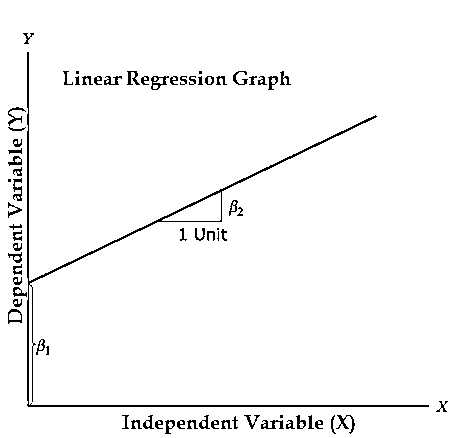 Y
Linear Regression Graph
Dependent Variable (Y)
β₂
1 Unit
β₁
X
Independent Variable (X)